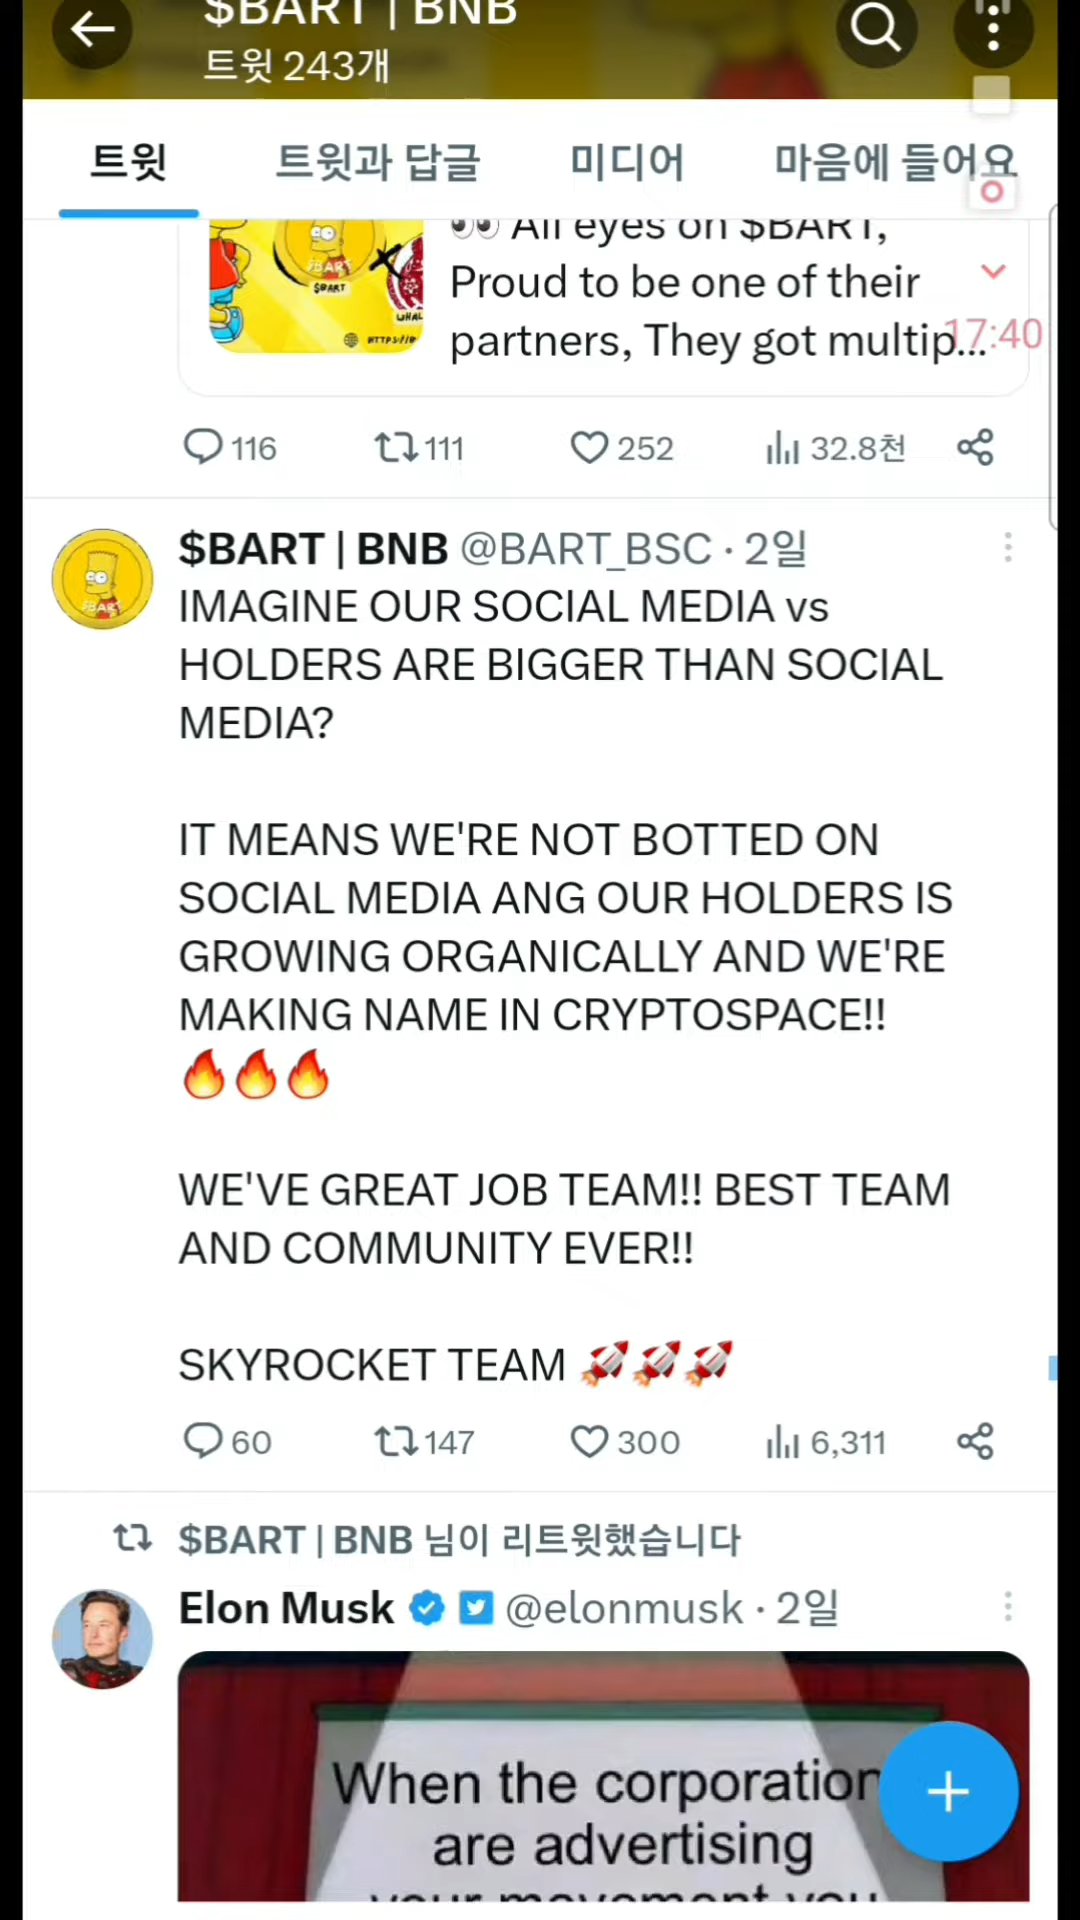 $BART | BNB
트윗 243개
트윗 트윗과 답글 미디어 마음에 들어요
All eyes on $BART,
Proud to be one of their
partners, They got multip...
17:40
$BART
$BART
HTTPS://
116 111 252 32.8천
$BART | BNB @BART_BSC · 2일
IMAGINE OUR SOCIAL MEDIA vs
HOLDERS ARE BIGGER THAN SOCIAL
MEDIA?
IT MEANS WE'RE NOT BOTTED ON
SOCIAL MEDIA ANG OUR HOLDERS IS
GROWING ORGANICALLY AND WE'RE
MAKING NAME IN CRYPTOSPACE!!
🔥🔥🔥
WE'VE GREAT JOB TEAM!! BEST TEAM
AND COMMUNITY EVER!!
SKYROCKET TEAM 🚀🚀🚀
60 147 300 6,311
$BART | BNB 님이 리트윗했습니다
Elon Musk @elonmusk · 2일
When the corporation
are advertising
your movement you